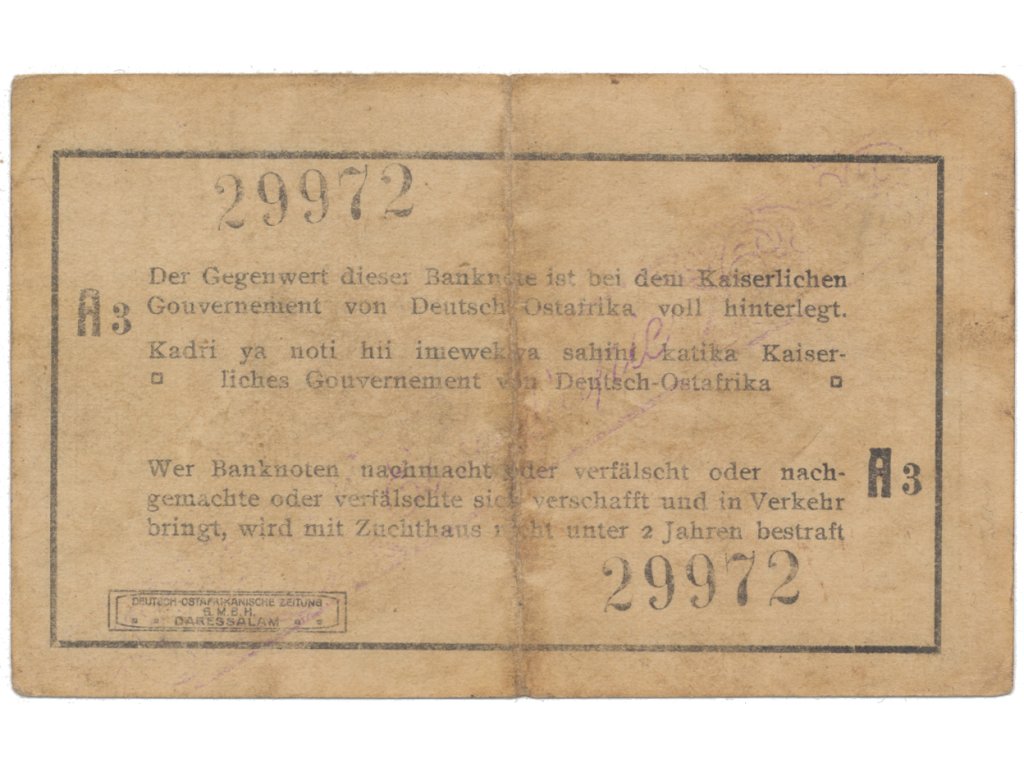 29972
Der Gegenwert dieser Banknote ist bei dem Kaiserlichen
A3 Gouvernement von Deutsch-Ostafrika voll hinterlegt.
Kadri ya noti hii imewekwa sahihi katika Kaiser-
liches Gouvernement von Deutsch-Ostafrika
Wer Banknoten nachmacht oder verfälscht oder nach-
A3
gemachte oder verfälschte sich verschafft und in Verkehr
bringt, wird mit Zuchthaus nicht unter 2 Jahren bestraft
29972
DEUTSCH-OSTAFRIKANISCHE ZEITUNG
G.M.B.H.
DARESSALAM